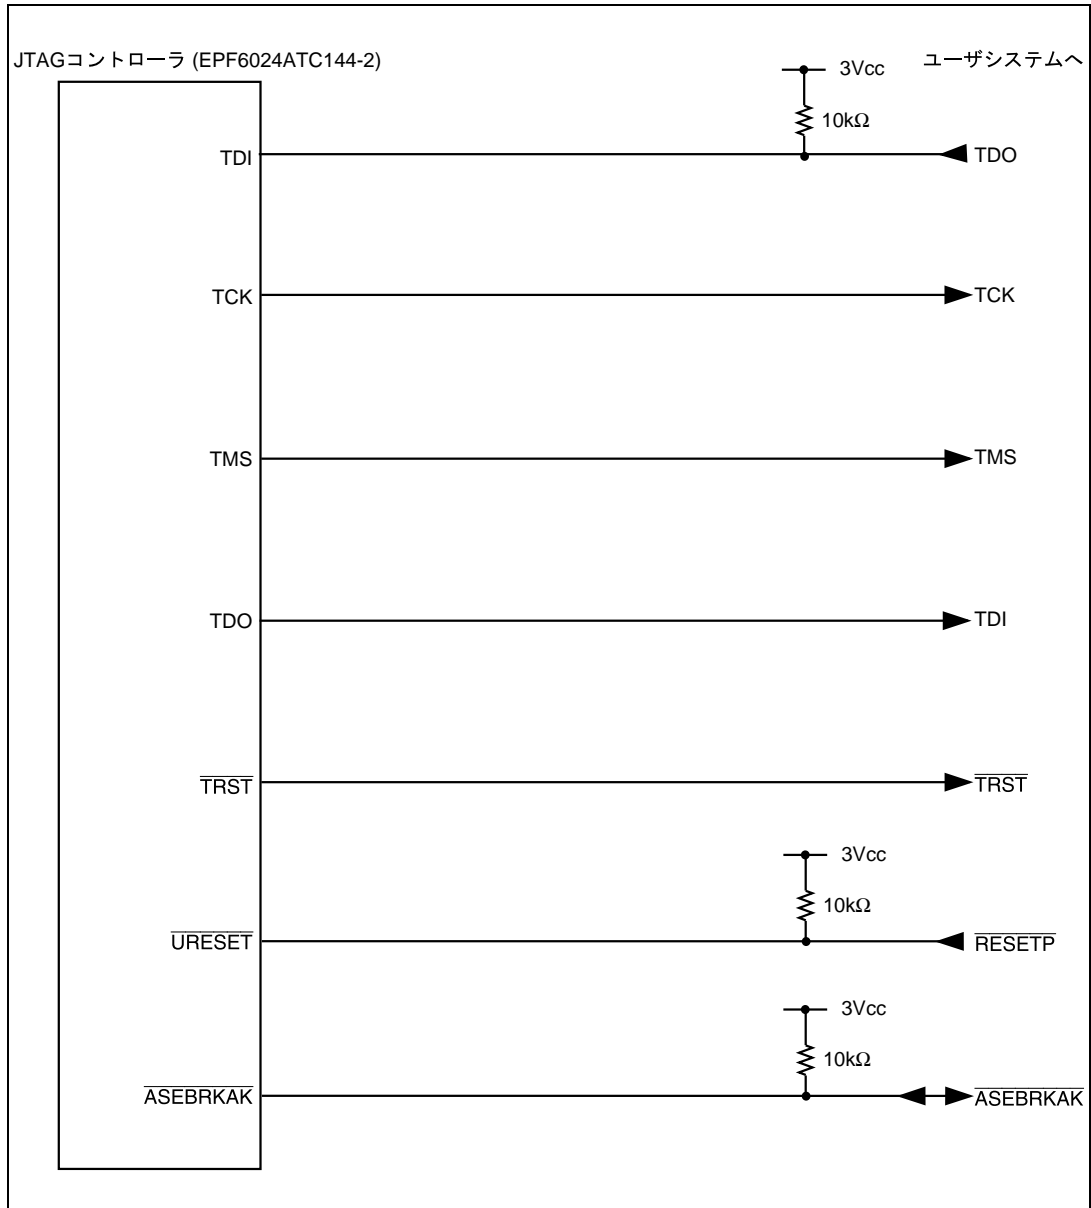 JTAGコントローラ (EPF6024ATC144-2)
ユーザシステムへ
3Vcc
10kΩ
TDI
TDO
TCK
TCK
TMS
TMS
TDO
TDI
TRST
TRST
3Vcc
10kΩ
URESET
RESETP
3Vcc
10kΩ
ASEBRKAK
ASEBRKAK